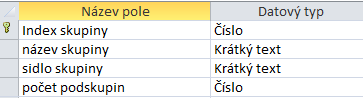 Název pole Datový typ
Index skupiny Číslo
název skupiny Krátký text
sidlo skupiny Krátký text
počet podskupin Číslo